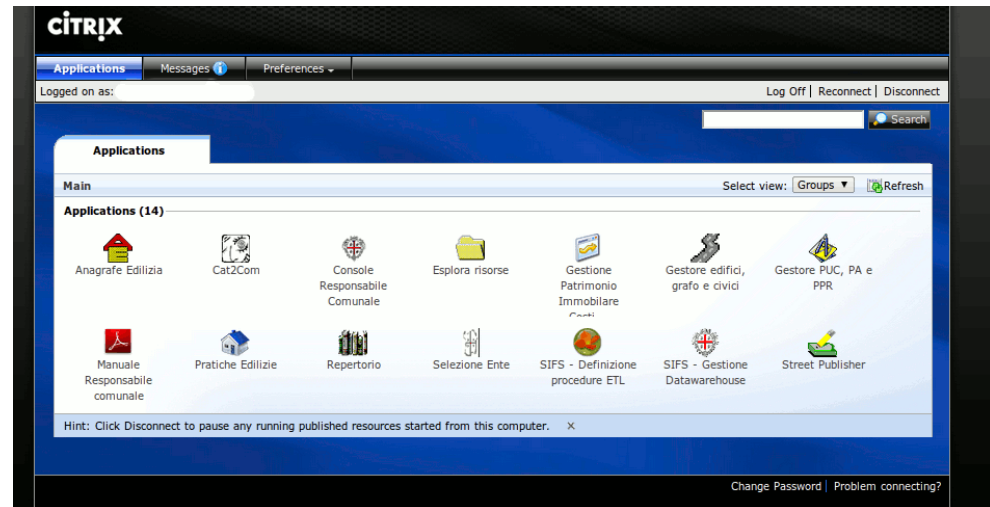 CITRIX
Applications Messages Preferences
Logged on as: Log Off | Reconnect | Disconnect
Search
Applications
Main Select view: Groups ▼ Refresh
Applications (14)
Anagrafe Edilizia Cat2Com Console Esplora risorse Gestione Gestore edifici, Gestore PUC, PA e
Responsabile Patrimonio grafo e civici PPR
Comunale Immobilare
Manuale Pratiche Edilizie Repertorio Selezione Ente SIFS - Definizione SIFS - Gestione Street Publisher
Responsabile procedure ETL Datawarehouse
comunale
Hint: Click Disconnect to pause any running published resources started from this computer. ×
Change Password | Problem connecting?